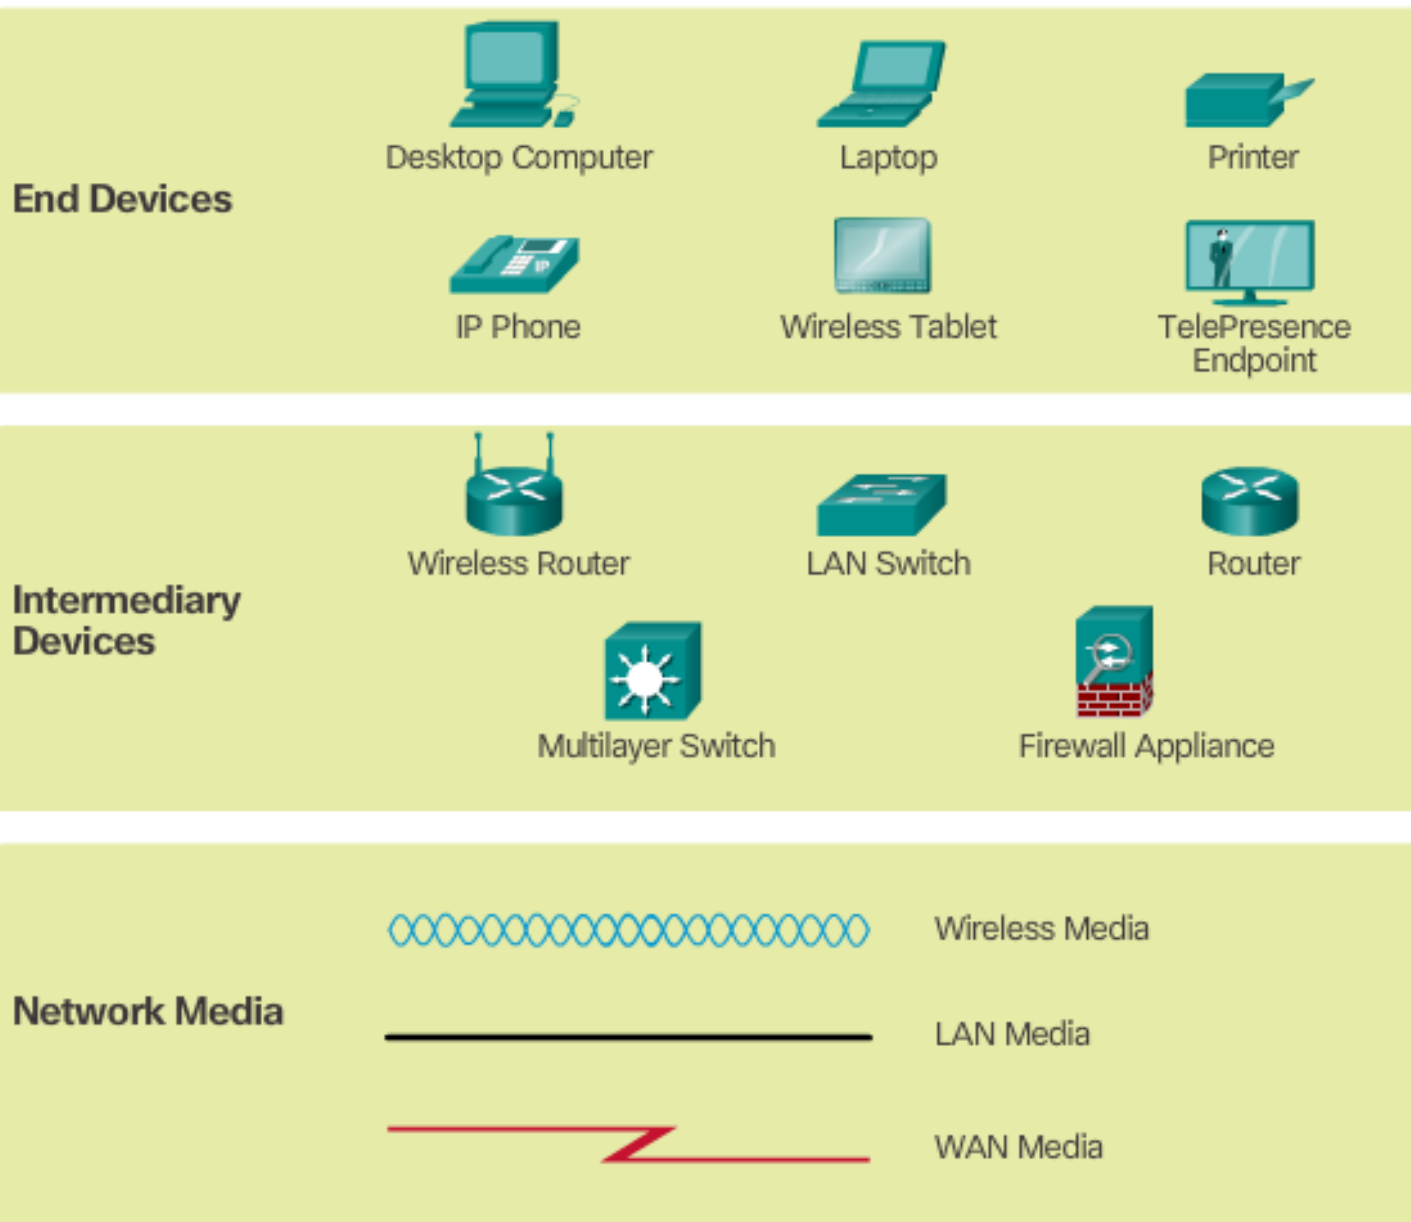 Desktop Computer
Laptop
Printer
End Devices
IP
IP Phone
Wireless Tablet
TelePresence
Endpoint
Wireless Router
LAN Switch
Router
Intermediary
Devices
Multilayer Switch
Firewall Appliance
Wireless Media
Network Media
LAN Media
WAN Media